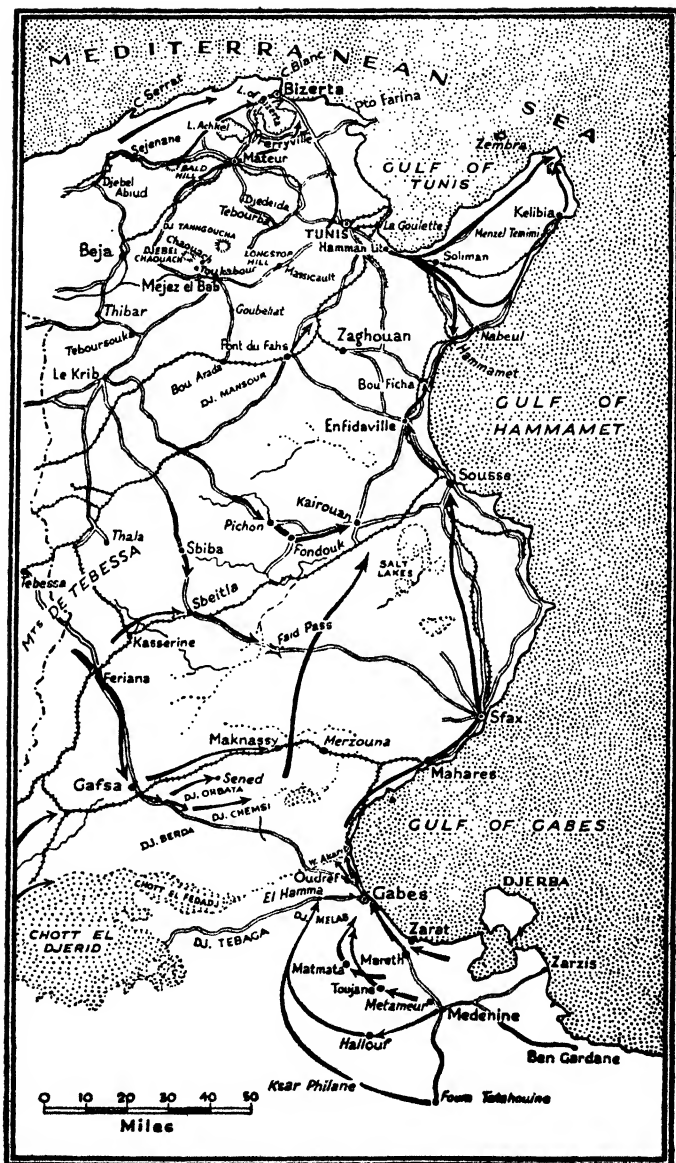 MEDITERRANEAN SEA
C. Serrat
C. Blanc
L. of Bizerta
Bizerta
Pto Farina
L. Achkel
Ferryville
Sejenane
Mateur
BALD HILL
Zembra
GULF OF TUNIS
Djebel Abiud
Djedeida
Tebourba
Kelibia
DJ TANNGOUCHA
TUNIS
La Goulette
Menzel Temimi
Hamman Lif
Beja
Chaouach
DJEBEL CHAOUACH
LONGSTOP HILL
Soliman
Toukabour
Massicault
Mejez el Bab
Thibar
Goubellat
Nabeul
Teboursouk
Zaghouan
Hammamet
Pont du Fahs
Le Krib
Bou Arada
DJ. MANSOUR
Bou Ficha
GULF OF HAMMAMET
Enfidaville
Sousse
Pichon
Kairouan
Thala
Sbiba
Fondouk
SALT LAKES
Tebessa
MTS DE TEBESSA
Sbeitla
Kasserine
Faid Pass
Feriana
Sfax
Maknassy
Merzouna
Mahares
Gafsa
Sened
DJ. ORBATA
DJ. CHEMSI
GULF OF GABES
DJ. BERDA
Oudref
CHOTT EL FEDADJ
El Hamma
Gabes
DJERBA
CHOTT EL DJERID
DJ. MELAB
Zarat
DJ. TEBAGA
Mareth
Matmata
Zarzis
Toujane
Metameur
Medenine
Hallouf
Ben Gardane
Ksar Philane
Foum Tatahouine
0 10 20 30 40 50
Miles